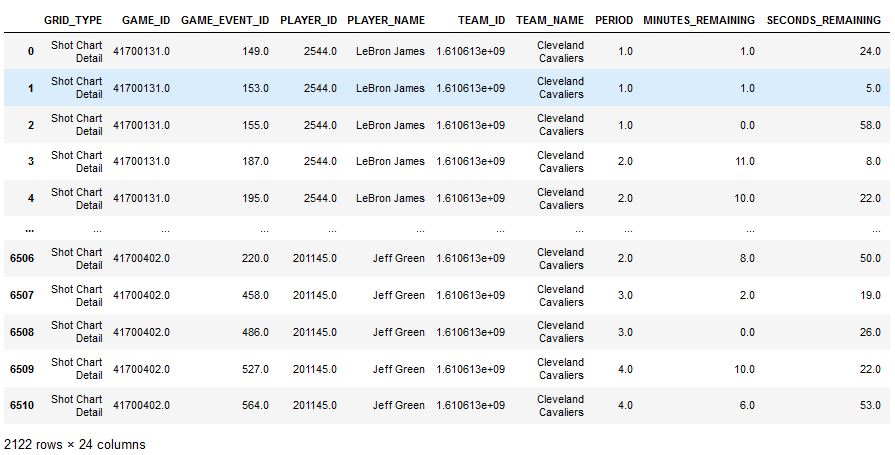 GRID_TYPE GAME_ID GAME_EVENT_ID PLAYER_ID PLAYER_NAME TEAM_ID TEAM_NAME PERIOD MINUTES_REMAINING SECONDS_REMAINING
0 Shot Chart Detail 41700131.0 149.0 2544.0 LeBron James 1.610613e+09 Cleveland Cavaliers 1.0 1.0 24.0
1 Shot Chart Detail 41700131.0 153.0 2544.0 LeBron James 1.610613e+09 Cleveland Cavaliers 1.0 1.0 5.0
2 Shot Chart Detail 41700131.0 155.0 2544.0 LeBron James 1.610613e+09 Cleveland Cavaliers 1.0 0.0 58.0
3 Shot Chart Detail 41700131.0 187.0 2544.0 LeBron James 1.610613e+09 Cleveland Cavaliers 2.0 11.0 8.0
4 Shot Chart Detail 41700131.0 195.0 2544.0 LeBron James 1.610613e+09 Cleveland Cavaliers 2.0 10.0 22.0
... ... ... ... ... ... ... ... ... ... ...
6506 Shot Chart Detail 41700402.0 220.0 201145.0 Jeff Green 1.610613e+09 Cleveland Cavaliers 2.0 8.0 50.0
6507 Shot Chart Detail 41700402.0 458.0 201145.0 Jeff Green 1.610613e+09 Cleveland Cavaliers 3.0 2.0 19.0
6508 Shot Chart Detail 41700402.0 486.0 201145.0 Jeff Green 1.610613e+09 Cleveland Cavaliers 3.0 0.0 26.0
6509 Shot Chart Detail 41700402.0 527.0 201145.0 Jeff Green 1.610613e+09 Cleveland Cavaliers 4.0 10.0 22.0
6510 Shot Chart Detail 41700402.0 564.0 201145.0 Jeff Green 1.610613e+09 Cleveland Cavaliers 4.0 6.0 53.0
2122 rows × 24 columns